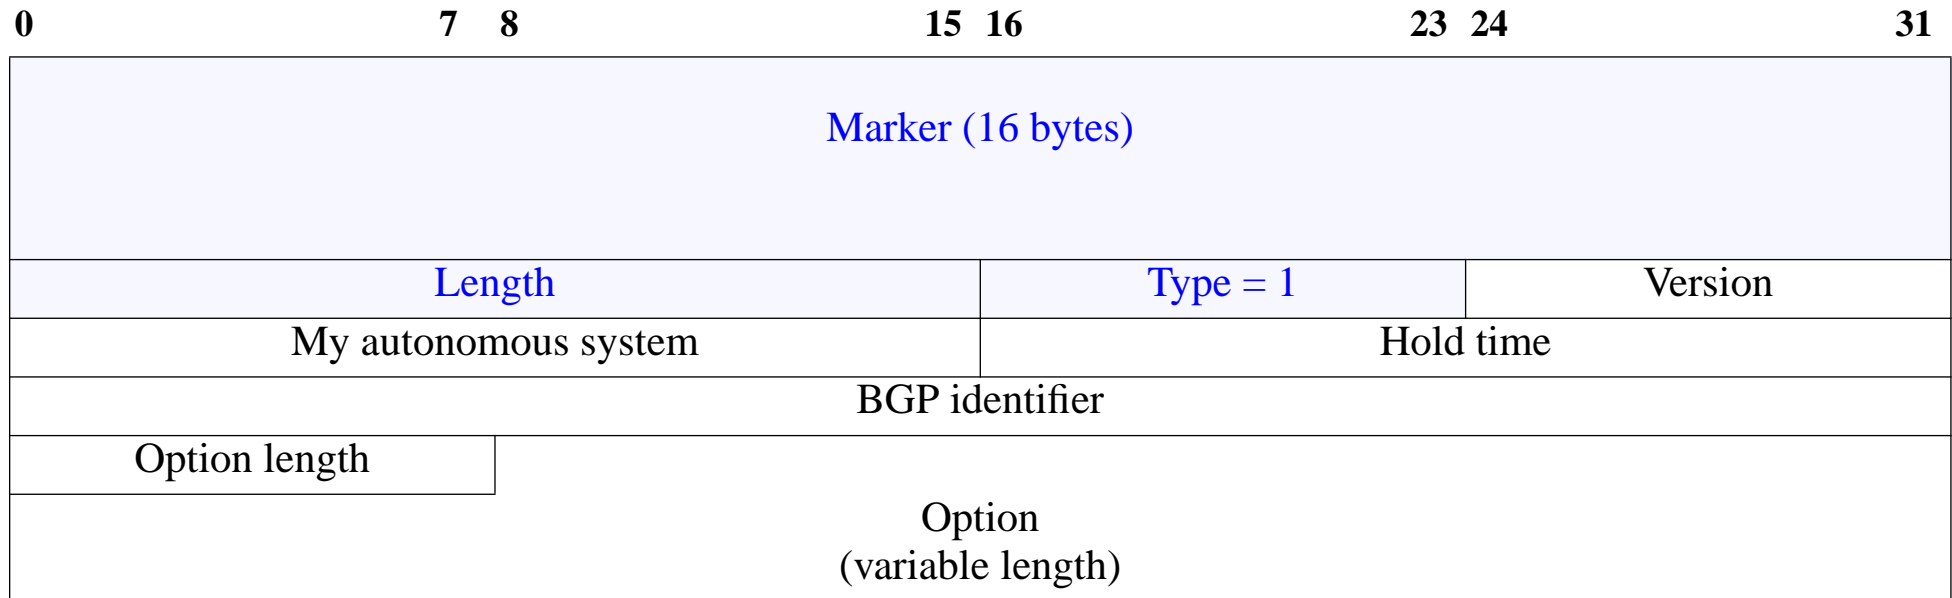 0 7 8 15 16 23 24 31
Marker (16 bytes)
Length Type = 1 Version
My autonomous system Hold time
BGP identifier
Option length
Option
(variable length)